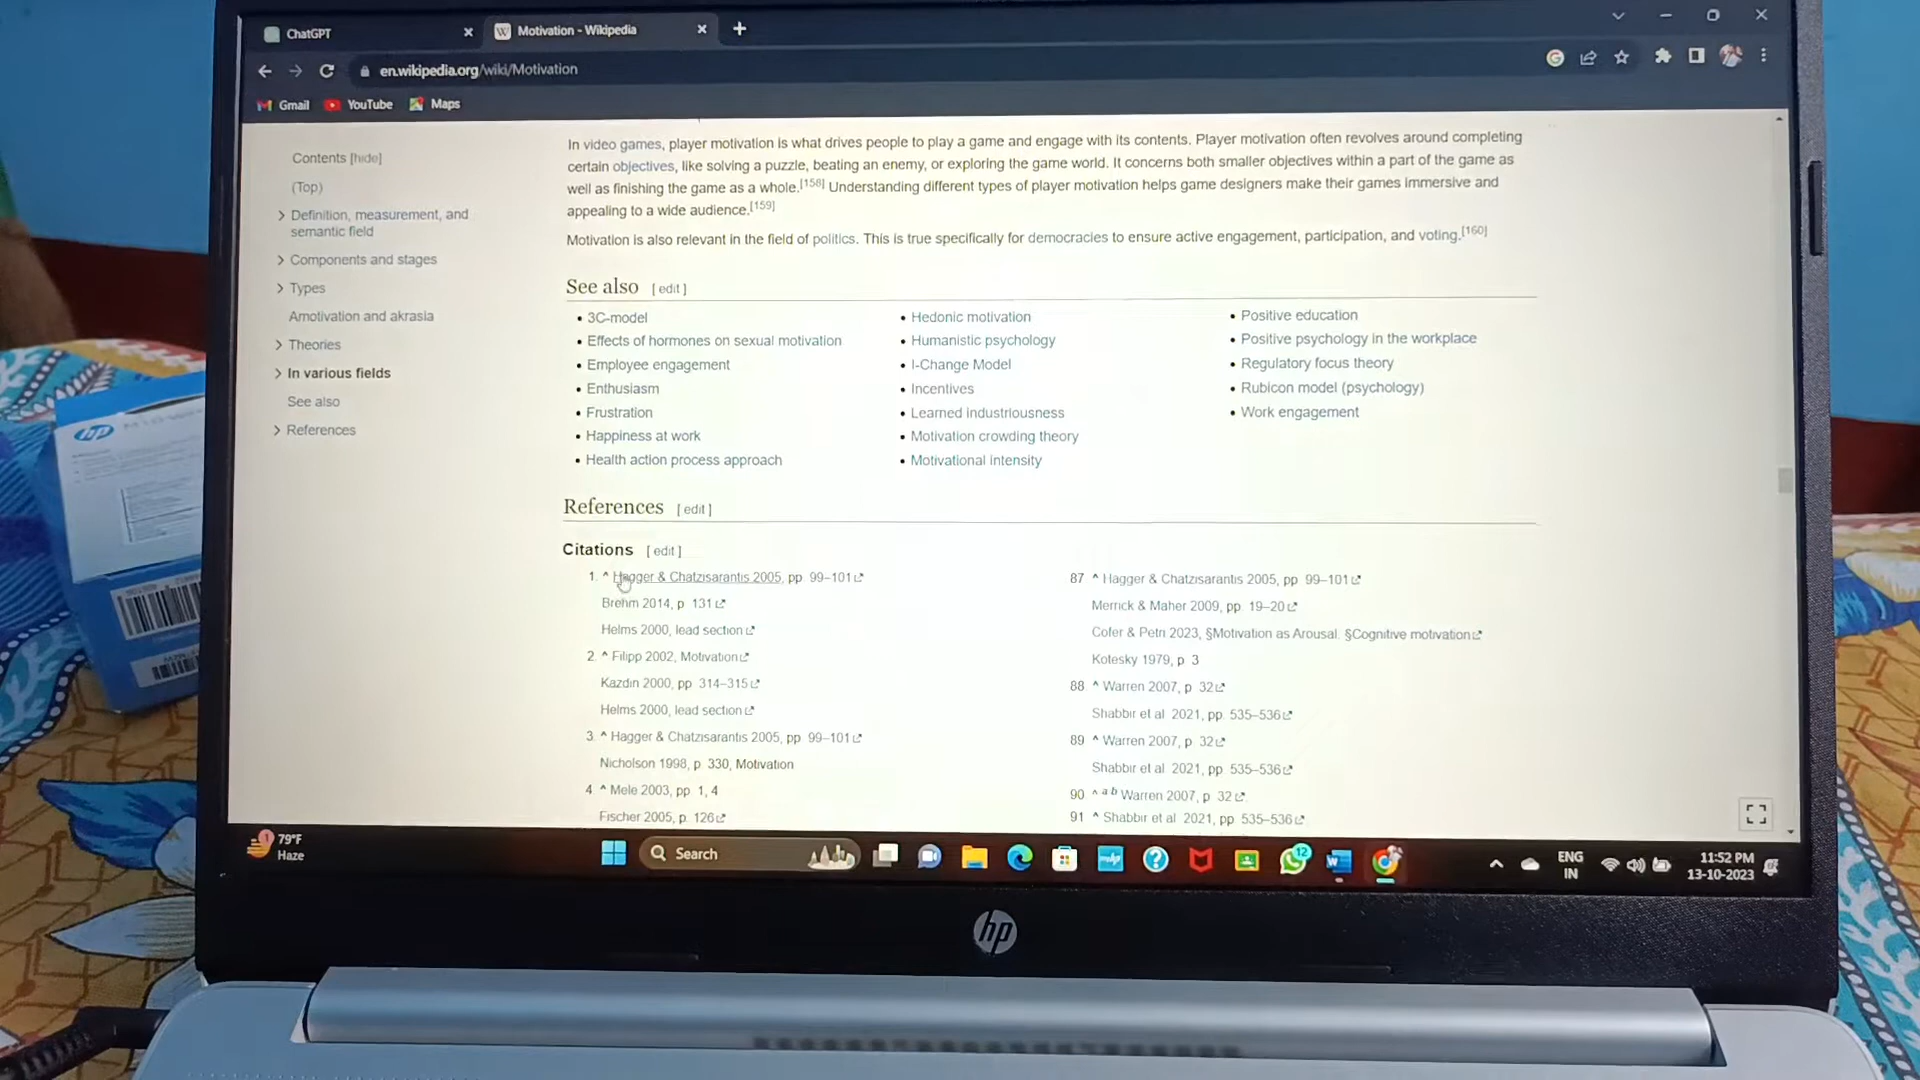 ChatGPT
Motivation - Wikipedia
en.wikipedia.org/wiki/Motivation
Gmail YouTube Maps
Contents [hide]
(Top)
Definition, measurement, and
semantic field
Components and stages
Types
Amotivation and akrasia
Theories
In various fields
See also
References
In video games, player motivation is what drives people to play a game and engage with its contents. Player motivation often revolves around completing
certain objectives, like solving a puzzle, beating an enemy, or exploring the game world. It concerns both smaller objectives within a part of the game as
well as finishing the game as a whole.[158] Understanding different types of player motivation helps game designers make their games immersive and
appealing to a wide audience.[159]
Motivation is also relevant in the field of politics. This is true specifically for democracies to ensure active engagement, participation, and voting.[160]
See also [ edit ]
3C-model
Effects of hormones on sexual motivation
Employee engagement
Enthusiasm
Frustration
Happiness at work
Health action process approach
Hedonic motivation
Humanistic psychology
I-Change Model
Incentives
Learned industriousness
Motivation crowding theory
Motivational intensity
Positive education
Positive psychology in the workplace
Regulatory focus theory
Rubicon model (psychology)
Work engagement
References [ edit ]
Citations [ edit ]
1. ^ Hagger & Chatzisarantis 2005, pp 99–101
Brehm 2014, p 131
Helms 2000, lead section
2. ^ Filipp 2002, Motivation
Kazdin 2000, pp 314–315
Helms 2000, lead section
3. ^ Hagger & Chatzisarantis 2005, pp 99–101
Nicholson 1998, p 330, Motivation
4 ^ Mele 2003, pp 1, 4
Fischer 2005, p. 126
87 ^ Hagger & Chatzisarantis 2005, pp 99–101
Merrick & Maher 2009, pp 19–20
Cofer & Petri 2023, §Motivation as Arousal, §Cognitive motivation
Kotesky 1979, p 3
88 ^ Warren 2007, p 32
Shabbir et al 2021, pp 535–536
89 ^ Warren 2007, p 32
Shabbir et al 2021, pp 535–536
90 ^ a b Warren 2007, p 32
91 ^ Shabbir et al 2021, pp 535–536
1
79°F
Haze
Search
12
ENG
IN
11:52 PM
13-10-2023
hp
hp